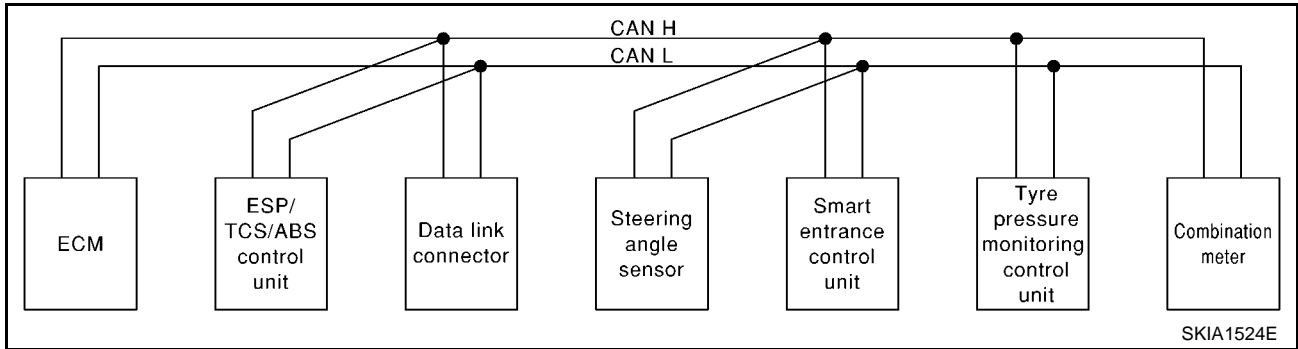 CAN H
CAN L
ECM
ESP/
TCS/ABS
control
unit
Data link
connector
Steering
angle
sensor
Smart
entrance
control
unit
Tyre
pressure
monitoring
control
unit
Combination
meter
SKIA1524E